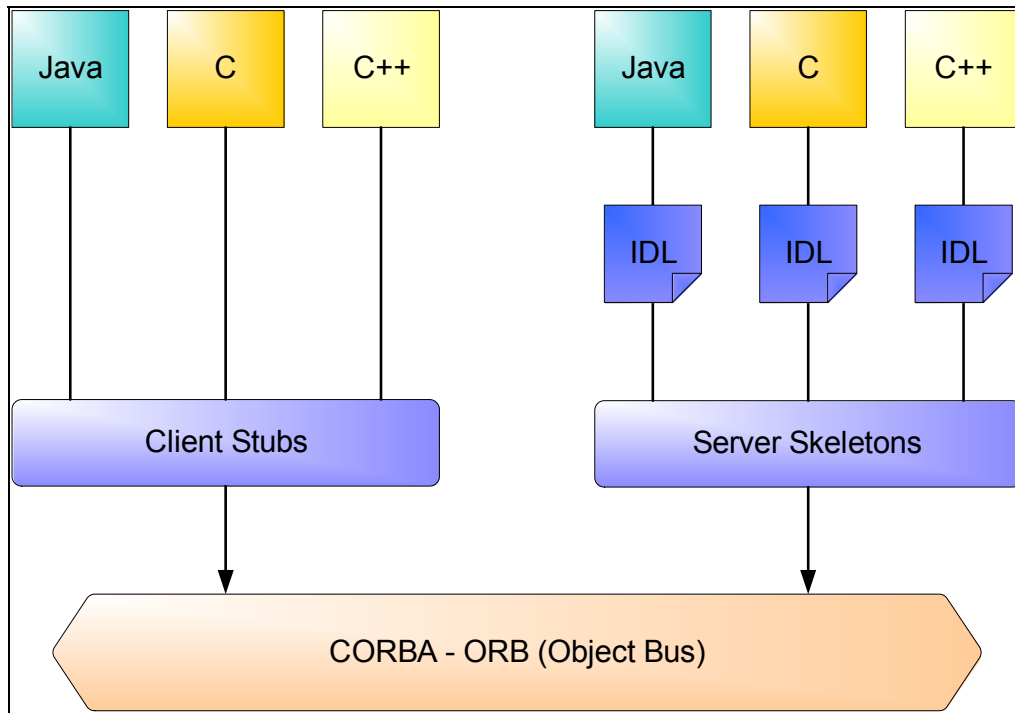 Java
C
C++
Java
C
C++
IDL
IDL
IDL
Client Stubs
Server Skeletons
CORBA - ORB (Object Bus)